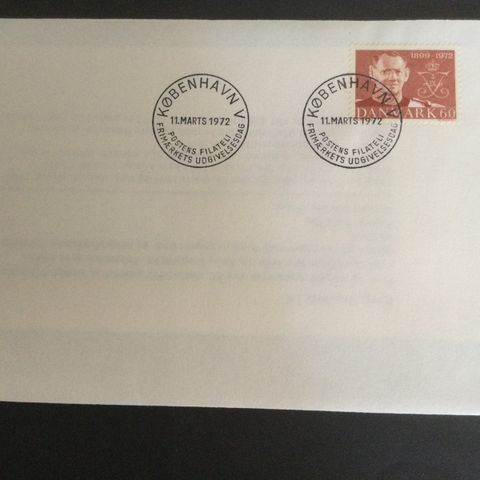 KØBENHAVN V
11.MARTS 1972
POSTENS FILATELI
FRIMÆRKETS UDGIVELSESDAG
KØBENHAVN V
11.MARTS 1972
POSTENS FILATELI
FRIMÆRKETS UDGIVELSESDAG
1899-1972
DANMARK 60